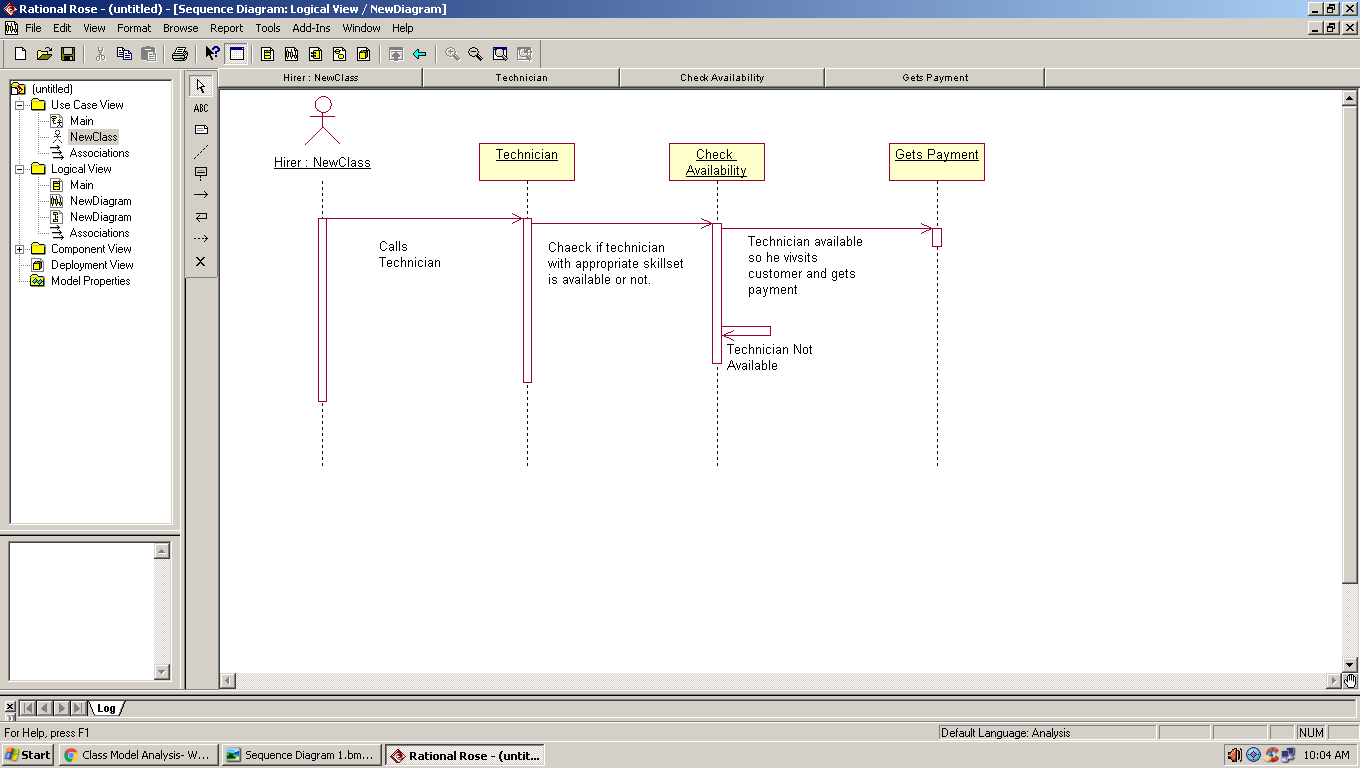 Rational Rose - (untitled) - [Sequence Diagram: Logical View / NewDiagram]
File Edit View Format Browse Report Tools Add-Ins Window Help
Hirer : NewClass Technician Check Availability Gets Payment
(untitled)
Use Case View
Main
NewClass
Associations
Logical View
Main
NewDiagram
NewDiagram
Associations
Component View
Deployment View
Model Properties
ABC
Hirer : NewClass
Technician
Check
Availability
Gets Payment
Calls
Technician
Chaeck if technician
with appropriate skillset
is available or not.
Technician available
so he vivsits
customer and gets
payment
Technician Not
Available
Log
For Help, press F1
Default Language: Analysis
NUM
Start
Class Model Analysis- W...
Sequence Diagram 1.bm...
Rational Rose - (untit...
10:04 AM